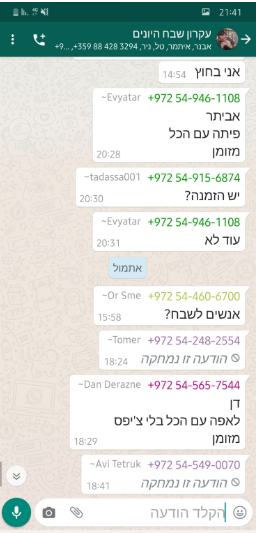 21:41
עקרון שבח היונים
אבנר, איתמר, טל, ניר, ‎+359 88 428 3294, ‎+9...
אני בחוץ
14:54
~Evyatar +972 54-946-1108
אביתר
פיתה עם הכל
מזומן
20:28
~tadassa001 +972 54-915-6874
יש הזמנה?
20:30
~Evyatar +972 54-946-1108
עוד לא
20:31
אתמול
~Or Sme +972 54-460-6700
אנשים לשבח?
15:58
~Tomer +972 54-248-2554
הודעה זו נמחקה
18:24
~Dan Derazne +972 54-565-7544
דן
לאפה עם הכל בלי צ'יפס
מזומן
18:29
~Avi Tetruk +972 54-549-0070
הודעה זו נמחקה
18:41
הקלד הודעה